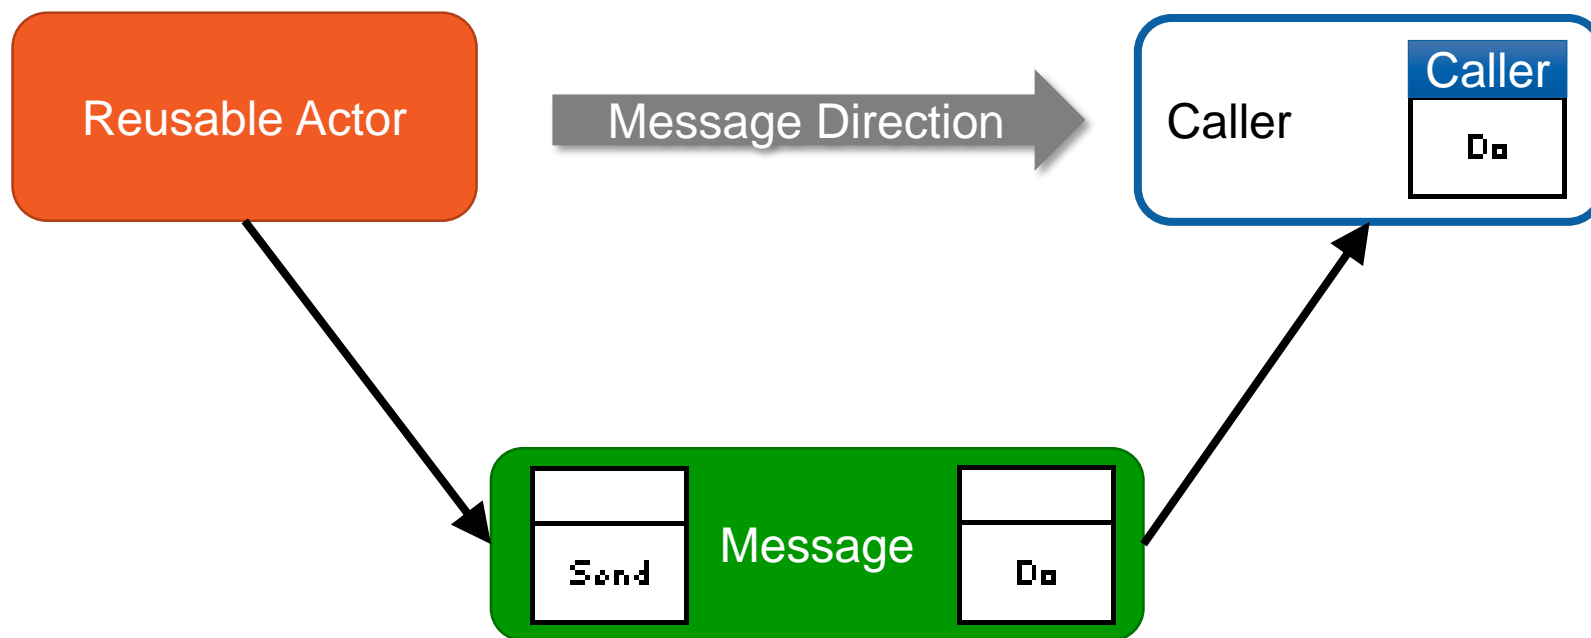 Reusable Actor
Message Direction
Caller
Caller
Do
Send
Message
Do